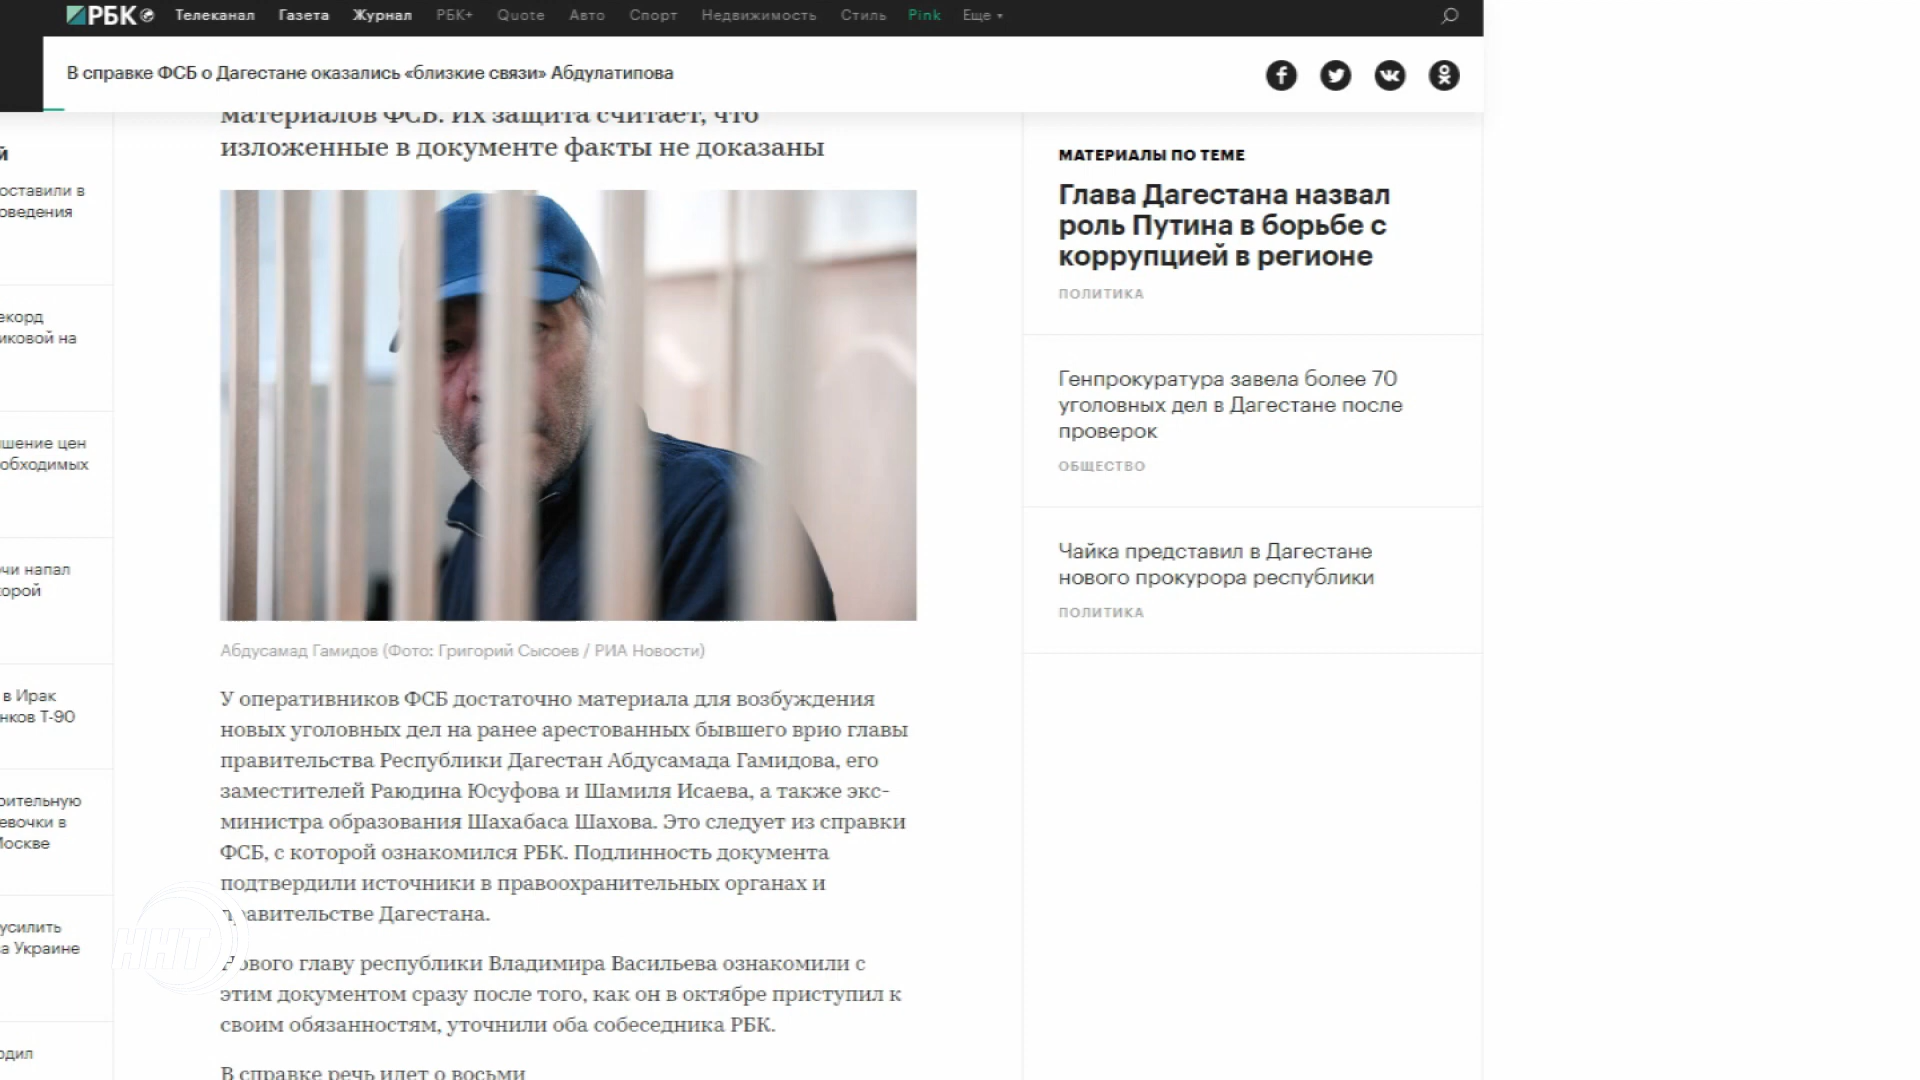 РБК
Телеканал Газета Журнал РБК+ Quote Авто Спорт Недвижимость Стиль Pink Еще
В справке ФСБ о Дагестане оказались «близкие связи» Абдулатипова
материалов ФСБ. Их защита считает, что
изложенные в документе факты не доказаны
Абдусамад Гамидов (Фото: Григорий Сысоев / РИА Новости)
У оперативников ФСБ достаточно материала для возбуждения
новых уголовных дел на ранее арестованных бывшего врио главы
правительства Республики Дагестан Абдусамада Гамидова, его
заместителей Раюдина Юсуфова и Шамиля Исаева, а также экс-
министра образования Шахабаса Шахова. Это следует из справки
ФСБ, с которой ознакомился РБК. Подлинность документа
подтвердили источники в правоохранительных органах и
правительстве Дагестана.
Нового главу республики Владимира Васильева ознакомили с
этим документом сразу после того, как он в октябре приступил к
своим обязанностям, уточнили оба собеседника РБК.
В справке речь идет о восьми
МАТЕРИАЛЫ ПО ТЕМЕ
Глава Дагестана назвал
роль Путина в борьбе с
коррупцией в регионе
ПОЛИТИКА
Генпрокуратура завела более 70
уголовных дел в Дагестане после
проверок
ОБЩЕСТВО
Чайка представил в Дагестане
нового прокурора республики
ПОЛИТИКА
й
оставили в
оведения
екорд
иковой на
шение цен
обходимых
чи напал
корой
в Ирак
нков Т-90
рительную
евочки в
Москве
усилить
а Украине
одил
ННТ